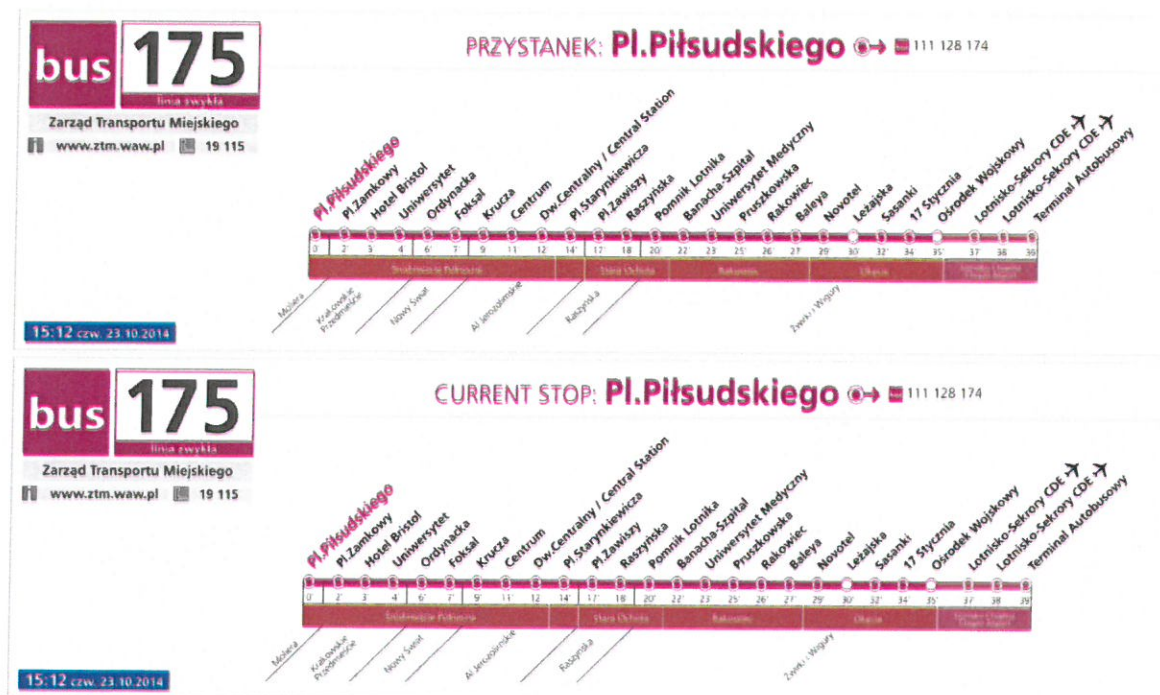 bus 175
linia zwykła
Zarząd Transportu Miejskiego
www.ztm.waw.pl 19 115
PRZYSTANEK: Pl.Piłsudskiego 111 128 174
Pl.Piłsudskiego
Pl.Zamkowy
Hotel Bristol
Uniwersytet
Ordynacka
Foksal
Krucza
Centrum
Dw.Centralny / Central Station
Pl.Starynkiewicza
Pl.Zawiszy
Raszyńska
Pomnik Lotnika
Banacha-Szpital
Uniwersytet Medyczny
Pruszkowska
Rakowiec
Baleya
Novotel
Leżajska
Sasanki
17 Stycznia
Ośrodek Wojskowy
Lotnisko-Sekrory CDE
Lotnisko-Sekrory CDE
Terminal Autobusowy
0' 2' 3' 4 6' 7' 9' 11' 12' 14' 17' 18' 20' 22' 23' 25' 26' 27' 29' 30' 32' 34 35' 37' 38 39'
Śródmieście Północne Stara Ochota Rakowiec Okęcie
Moliera
Krakowskie
Przedmieście
Nowy Świat
Al Jerozolimskie
Raszyńska
Żwirki i Wigury
15:12 czw. 23.10.2014
bus 175
linia zwykła
Zarząd Transportu Miejskiego
www.ztm.waw.pl 19 115
CURRENT STOP: Pl.Piłsudskiego 111 128 174
Pl.Piłsudskiego
Pl.Zamkowy
Hotel Bristol
Uniwersytet
Ordynacka
Foksal
Krucza
Centrum
Dw.Centralny / Central Station
Pl.Starynkiewicza
Pl.Zawiszy
Raszyńska
Pomnik Lotnika
Banacha-Szpital
Uniwersytet Medyczny
Pruszkowska
Rakowiec
Baleya
Novotel
Leżajska
Sasanki
17 Stycznia
Ośrodek Wojskowy
Lotnisko-Sekrory CDE
Lotnisko-Sekrory CDE
Terminal Autobusowy
0' 2' 3' 4 6' 7' 9' 11' 12' 14' 17' 18' 20' 22' 23' 25' 26' 27' 29' 30' 32' 34 35' 37' 38 39'
Śródmieście Północne Stara Ochota Rakowiec Okęcie
Moliera
Krakowskie
Przedmieście
Nowy Świat
Al Jerozolimskie
Raszyńska
Żwirki i Wigury
15:12 czw. 23.10.2014